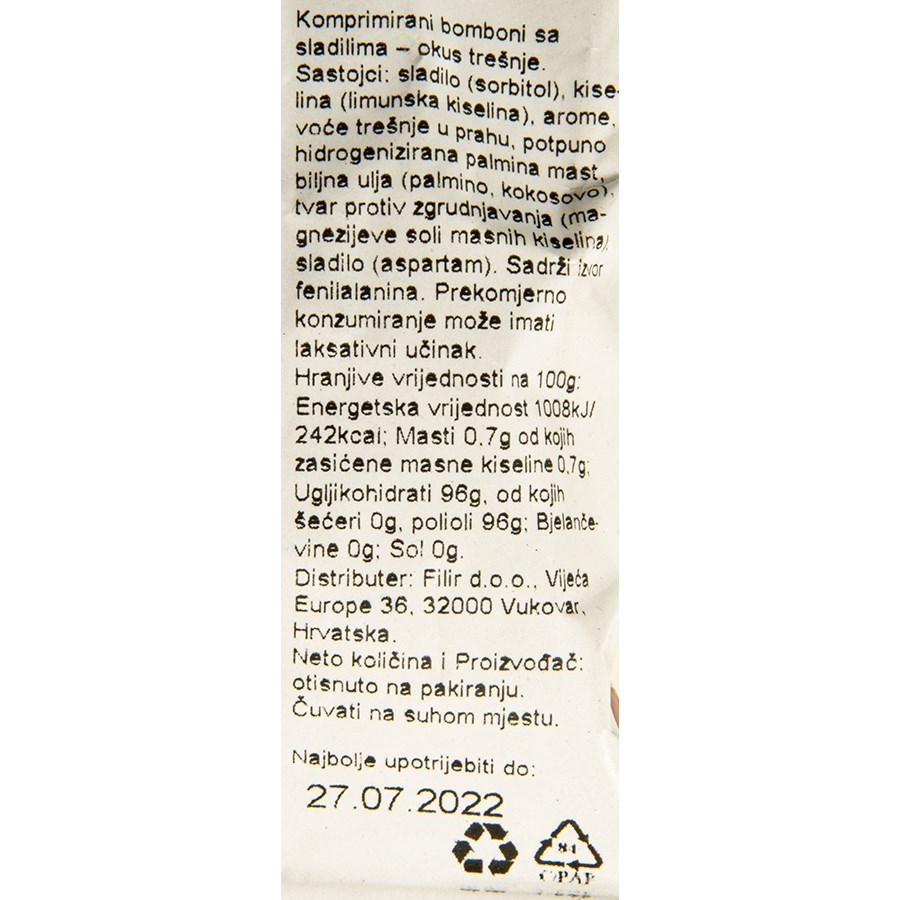 Komprimirani bomboni sa
sladilima – okus trešnje.
Sastojci: sladilo (sorbitol), kise-
lina (limunska kiselina), arome,
voće trešnje u prahu, potpuno
hidrogenizirana palmina mast,
biljna ulja (palmino, kokosovo),
tvar protiv zgrudnjavanja (ma-
gnezijeve soli masnih kiselina)
sladilo (aspartam). Sadrži izvor
fenilalanina. Prekomjerno
konzumiranje može imati
laksativni učinak.
Hranjive vrijednosti na 100g:
Energetska vrijednost 1008kJ/
242kcal; Masti 0,7g od kojih
zasićene masne kiseline 0,7g;
Ugljikohidrati 96g, od kojih
šećeri 0g, polioli 96g; Bjelanče-
vine 0g; Sol 0g.
Distributer: Filir d.o.o., Vijeća
Europe 36, 32000 Vukovar,
Hrvatska.
Neto količina i Proizvođač:
otisnuto na pakiranju.
Čuvati na suhom mjestu.
Najbolje upotrijebiti do:
27.07.2022
84
C/PAP